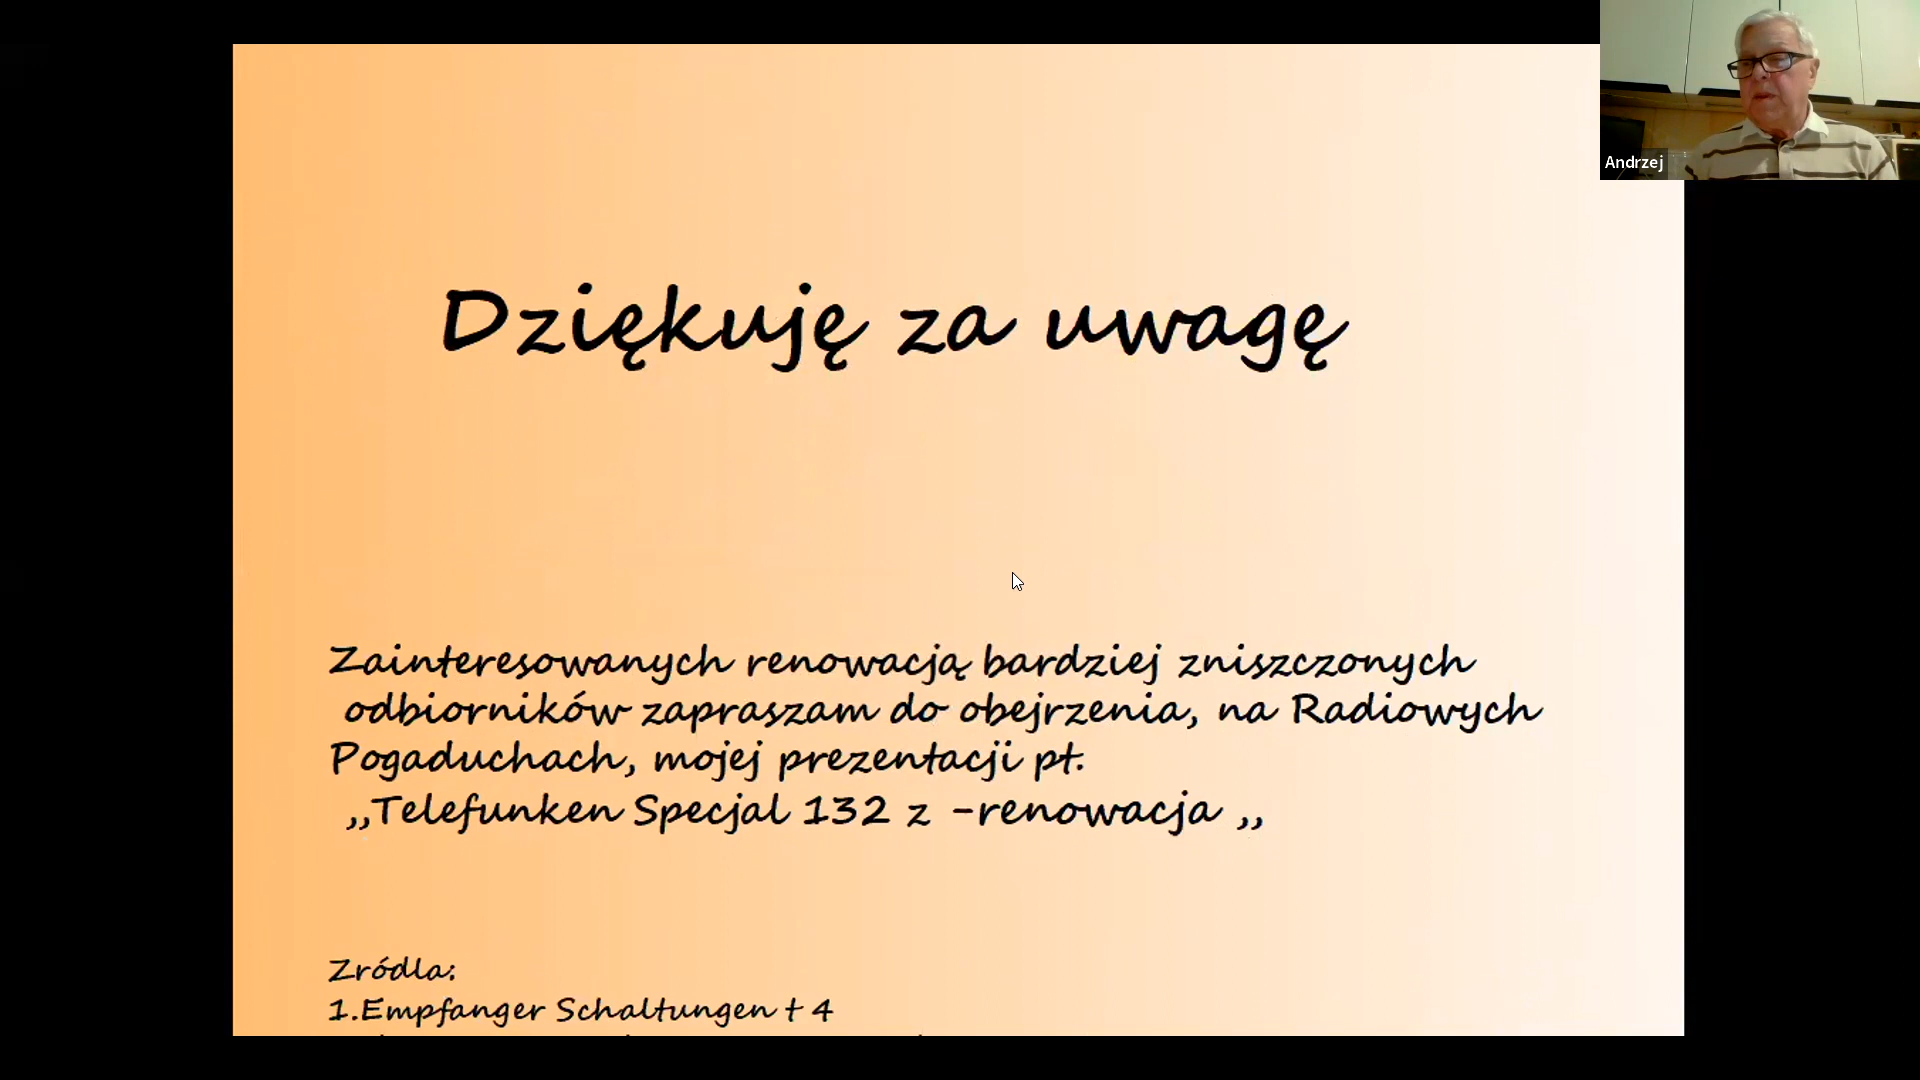 Dziękuję za uwagę
Andrzej
Zainteresowanych renowacją bardziej zniszczonych
odbiorników zapraszam do obejrzenia, na Radiowych
Pogaduchach, mojej prezentacji pt.
,,Telefunken Specjal 132 z -renowacja ,,
Zródla:
1.Empfanger Schaltungen t 4